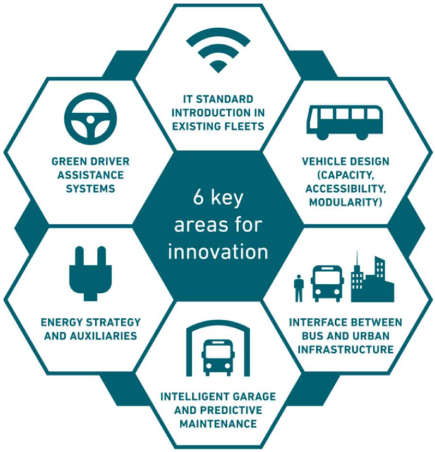 IT STANDARD
INTRODUCTION IN
EXISTING FLEETS
GREEN DRIVER
ASSISTANCE
SYSTEMS
VEHICLE DESIGN
(CAPACITY,
ACCESSIBILITY,
MODULARITY)
6 key
areas for
innovation
ENERGY STRATEGY
AND AUXILIARIES
INTERFACE BETWEEN
BUS AND URBAN
INFRASTRUCTURE
INTELLIGENT GARAGE
AND PREDICTIVE
MAINTENANCE